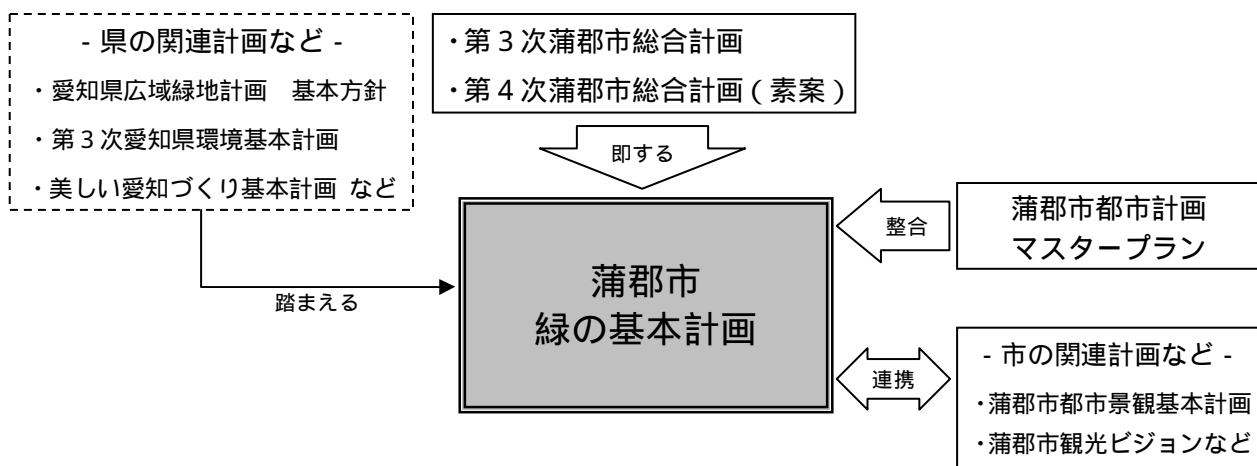 - 県の関連計画など -
・愛知県広域緑地計画　基本方針
・第３次愛知県環境基本計画
・美しい愛知づくり基本計画 など
・第３次蒲郡市総合計画
・第４次蒲郡市総合計画（素案）
即する
踏まえる
蒲郡市
緑の基本計画
整合
蒲郡市都市計画
マスタープラン
連携
- 市の関連計画など -
・蒲郡市都市景観基本計画
・蒲郡市観光ビジョンなど